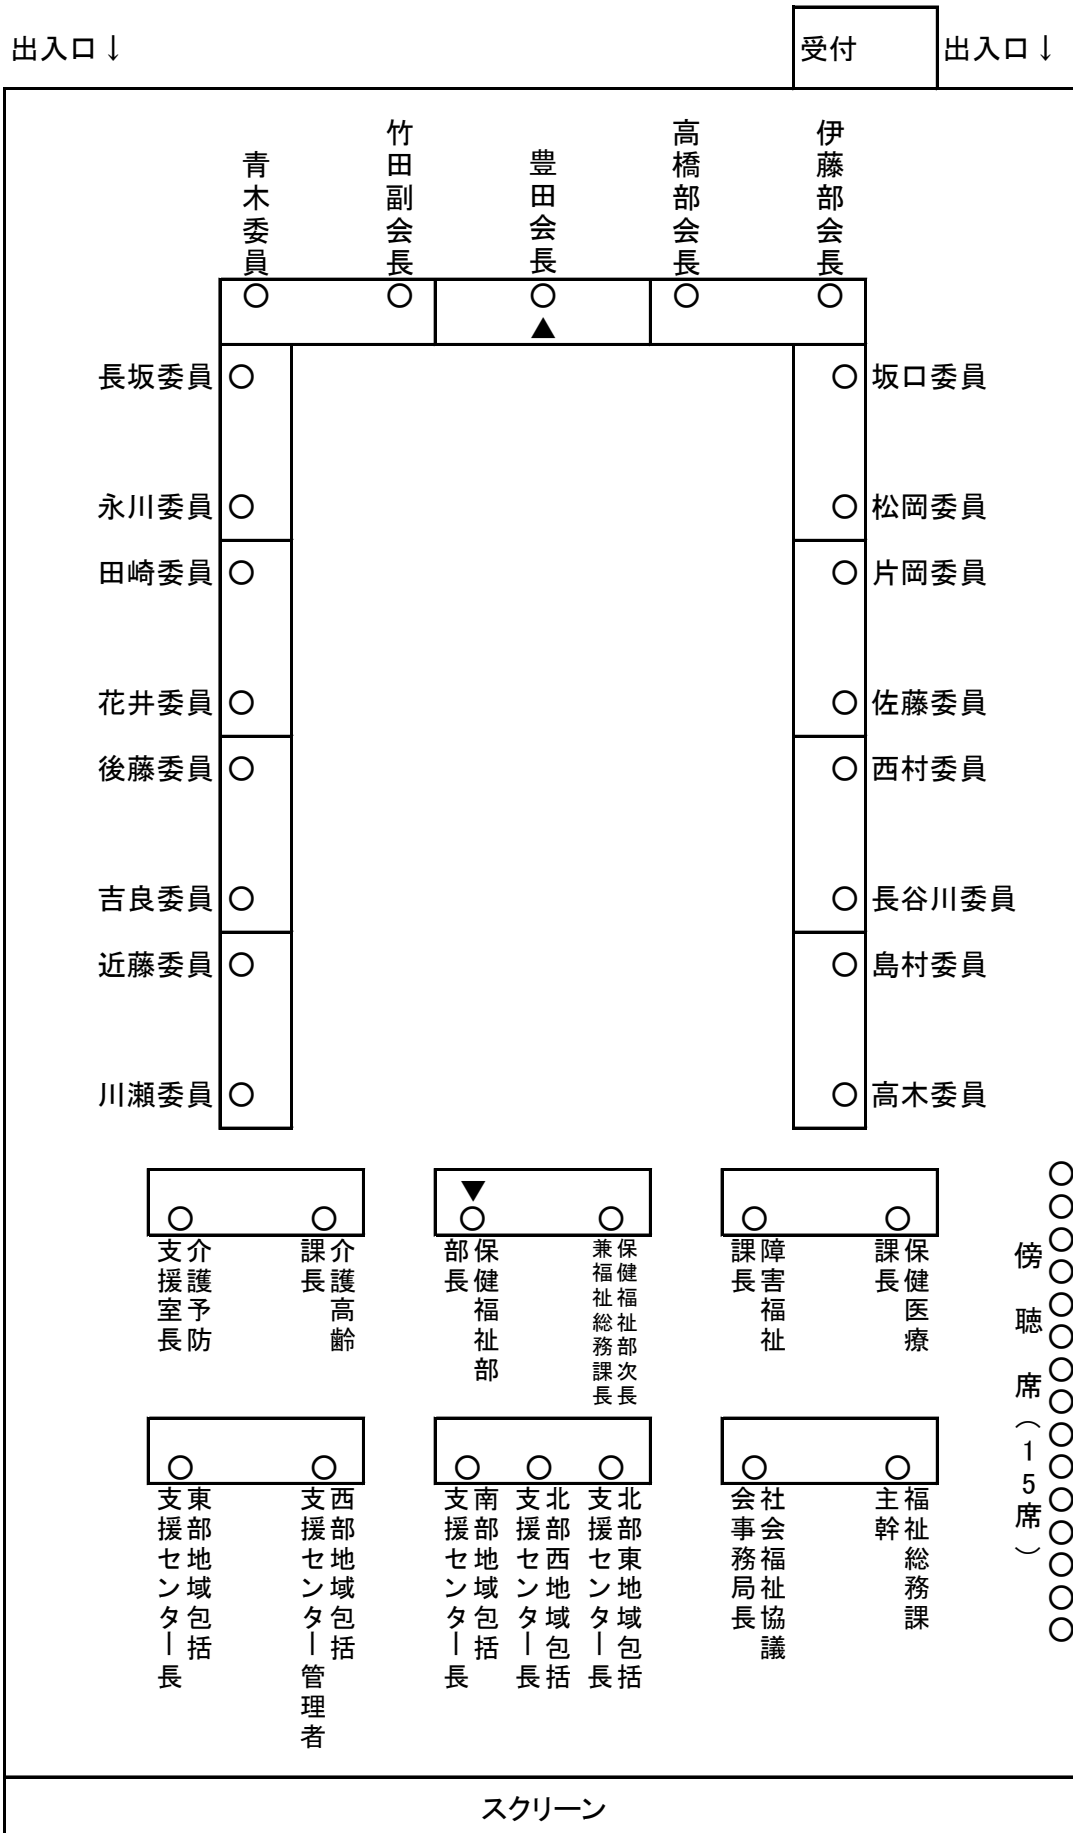 出入口↓
受付
出入口↓
青木委員
竹田副会長
豊田会長
高橋部会長
伊藤部会長
長坂委員
坂口委員
永川委員
松岡委員
田崎委員
片岡委員
花井委員
佐藤委員
後藤委員
西村委員
吉良委員
長谷川委員
近藤委員
島村委員
川瀬委員
高木委員
介護予防
支援室長
介護高齢
課長
保健福祉部
部長
保健福祉部次長
兼福祉総務課長
障害福祉
課長
保健医療
課長
傍聴席（15席）
東部地域包括
支援センター長
西部地域包括
支援センター管理者
南部地域包括
支援センター長
北部西地域包括
支援センター長
北部東地域包括
支援センター長
社会福祉協議
会事務局長
福祉総務課
主幹
スクリーン